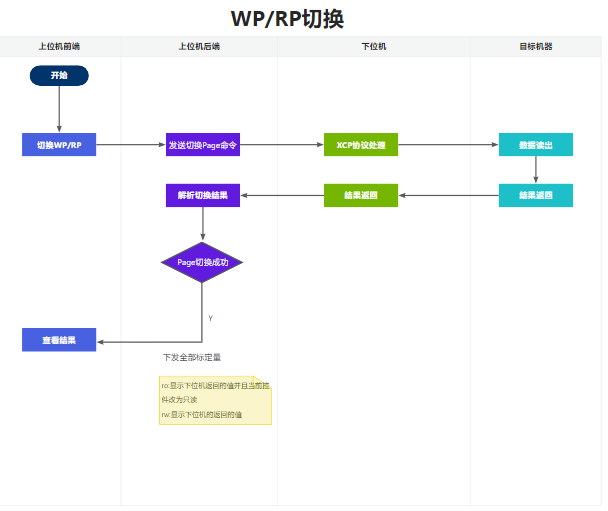 WP/RP切换
上位机前端 上位机后端 下位机 目标机器
开始
切换WP/RP 发送切换Page命令 XCP协议处理 数据读出
解析切换结果 结果返回 结果返回
Page切换成功
Y
查看结果
下发全部标定量
ro:显示下位机返回的值并且当前控
件改为只读
rw:显示下位机的返回的值